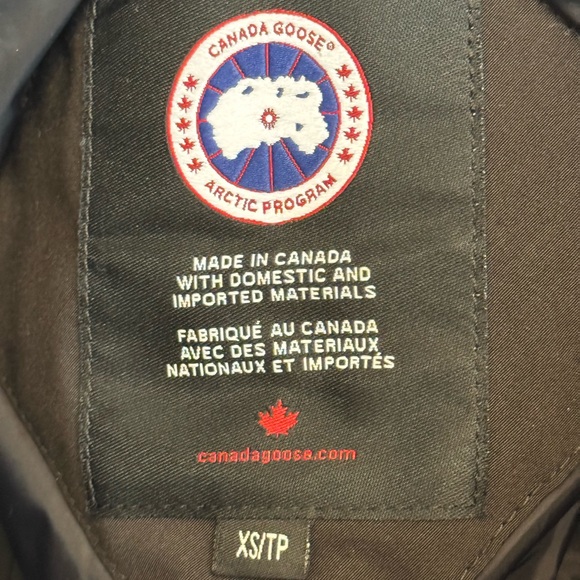 CANADA GOOSE®
ARCTIC PROGRAM
MADE IN CANADA
WITH DOMESTIC AND
IMPORTED MATERIALS
FABRIQUÉ AU CANADA
AVEC DES MATERIAUX
NATIONAUX ET IMPORTÉS
canadagoose.com
XS/TP